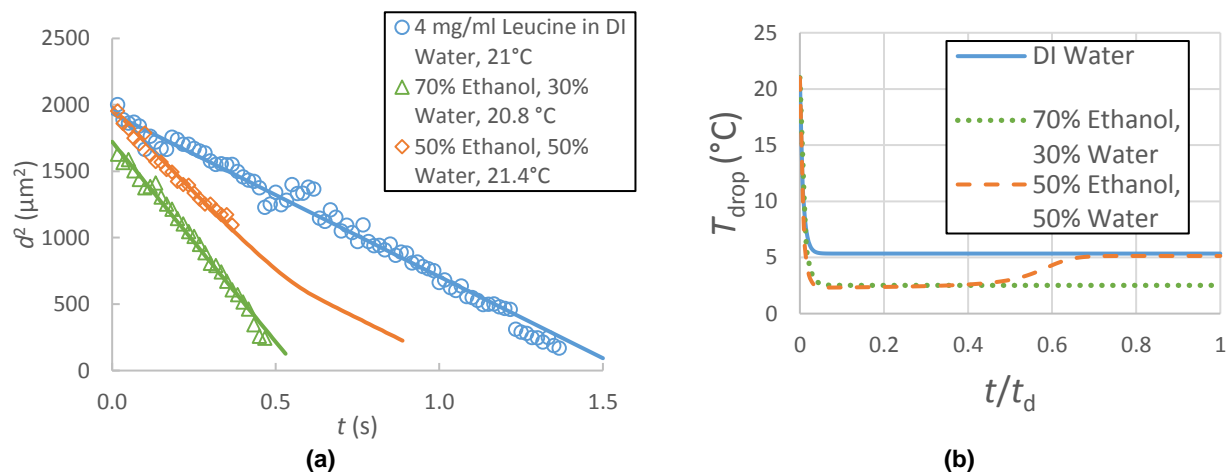 2500
2000
1500
1000
500
0
d² (µm²)
0.0
0.5
1.0
1.5
t (s)
4 mg/ml Leucine in DI
Water, 21°C
70% Ethanol, 30%
Water, 20.8 °C
50% Ethanol, 50%
Water, 21.4°C
(a)
25
20
15
10
5
0
T_drop (°C)
0
0.2
0.4
0.6
0.8
1
t/t_d
DI Water
70% Ethanol,
30% Water
50% Ethanol,
50% Water
(b)